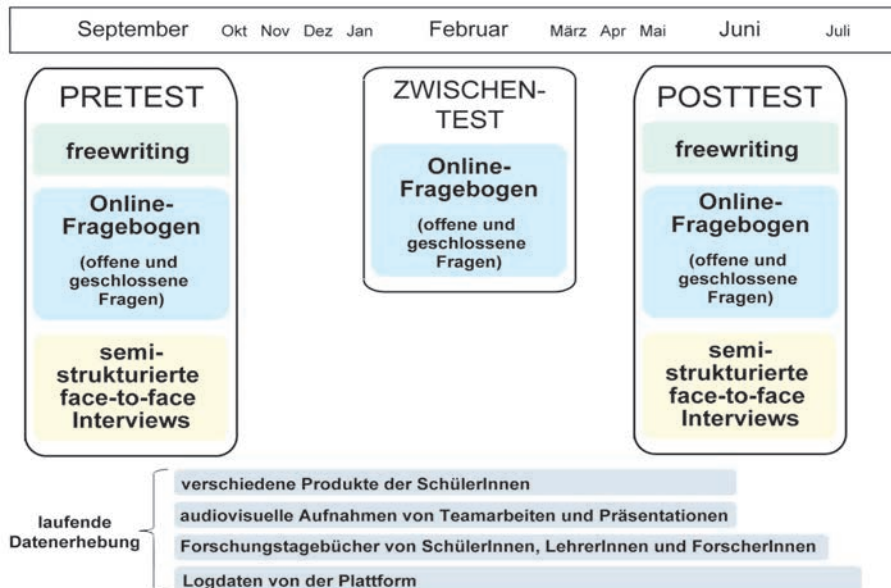 September Okt Nov Dez Jan Februar März Apr Mai Juni Juli
PRETEST
freewriting
Online-
Fragebogen
(offene und
geschlossene
Fragen)
semi-
strukturierte
face-to-face
Interviews
ZWISCHEN-
TEST
Online-
Fragebogen
(offene und
geschlossene
Fragen)
POSTTEST
freewriting
Online-
Fragebogen
(offene und
geschlossene
Fragen)
semi-
strukturierte
face-to-face
Interviews
laufende
Datenerhebung
verschiedene Produkte der SchülerInnen
audiovisuelle Aufnahmen von Teamarbeiten und Präsentationen
Forschungstagebücher von SchülerInnen, LehrerInnen und ForscherInnen
Logdaten von der Plattform